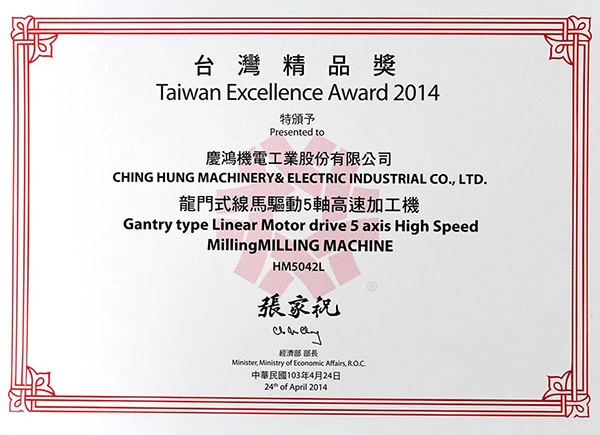 台灣精品獎
Taiwan Excellence Award 2014
特頒予
Presented to
慶鴻機電工業股份有限公司
CHING HUNG MACHINERY& ELECTRIC INDUSTRIAL CO., LTD.
龍門式線馬驅動5軸高速加工機
Gantry type Linear Motor drive 5 axis High Speed
MillingMILLING MACHINE
HM5042L
®
張家祝
經濟部 部長
Minister, Ministry of Economic Affairs, R.O.C.
中華民國103年4月24日
24th of April 2014